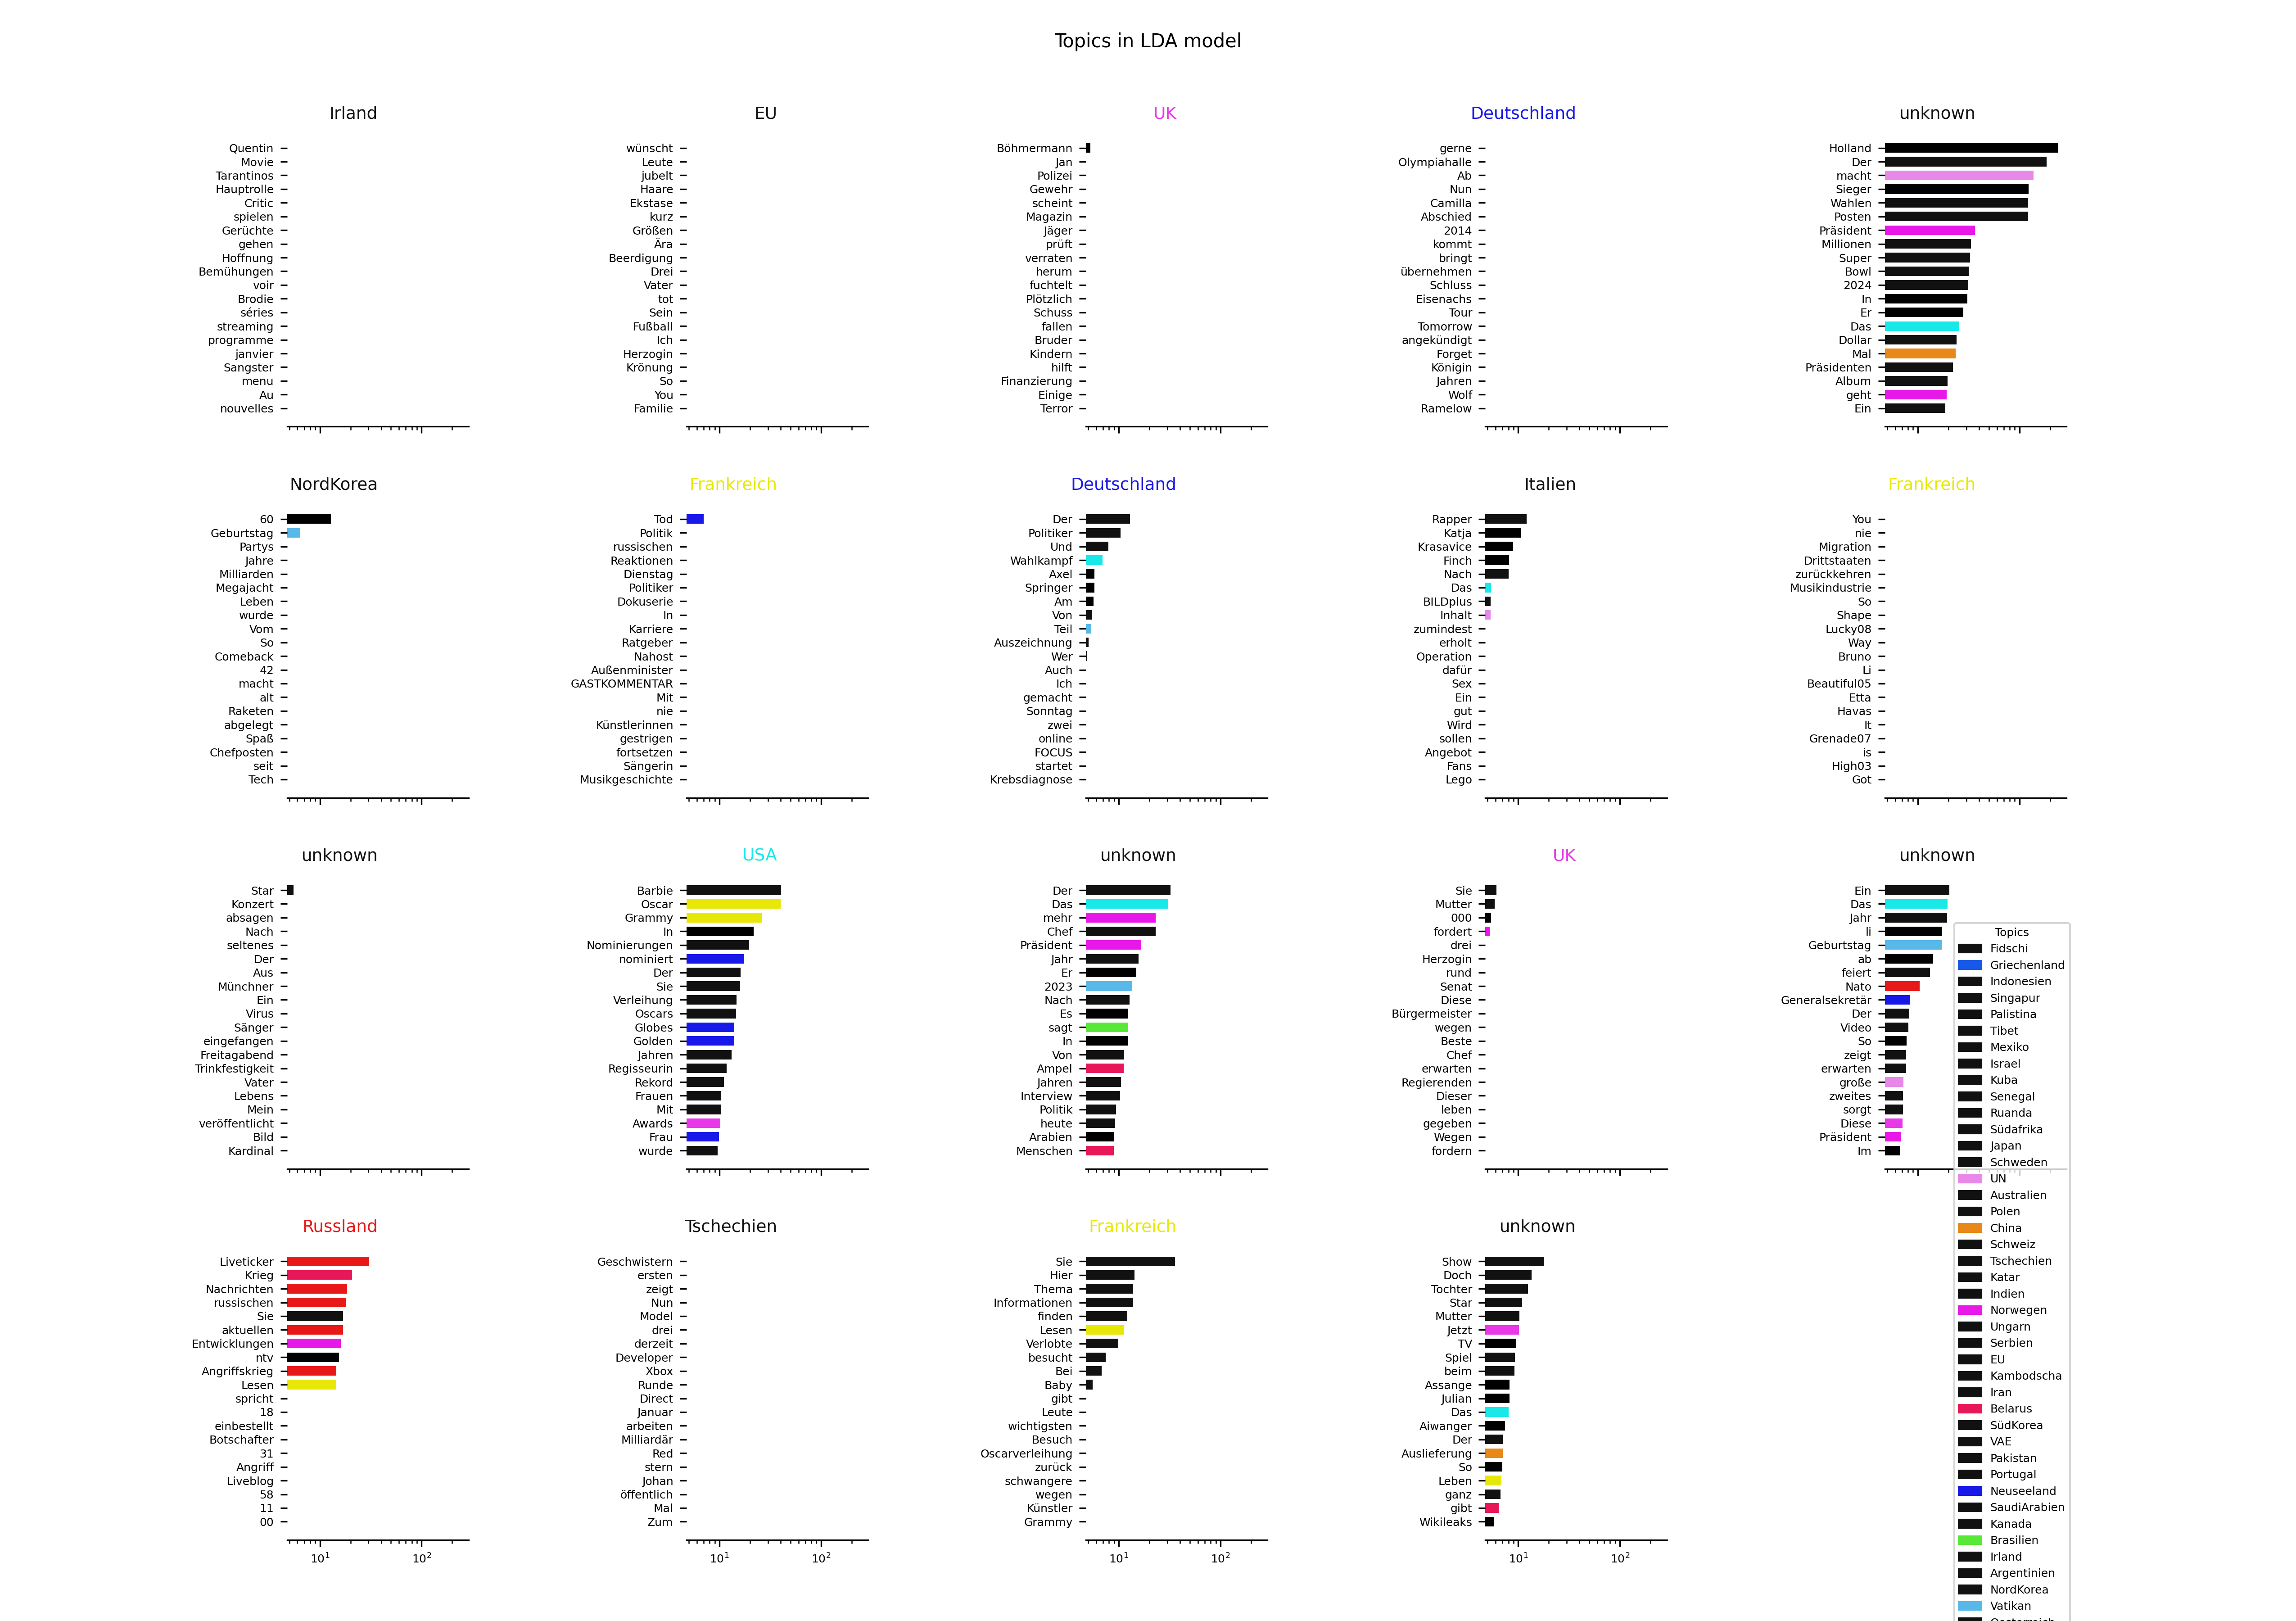 Topics in LDA model
Irland
Quentin
Movie
Tarantinos
Hauptrolle
Critic
spielen
Gerüchte
gehen
Hoffnung
Bemühungen
voir
Brodie
séries
streaming
programme
janvier
Sangster
menu
Au
nouvelles
EU
wünscht
Leute
jubelt
Haare
Ekstase
kurz
Größen
Ära
Beerdigung
Drei
Vater
tot
Sein
Fußball
Ich
Herzogin
Krönung
So
You
Familie
UK
Böhmermann
Jan
Polizei
Gewehr
scheint
Magazin
Jäger
prüft
verraten
herum
fuchtelt
Plötzlich
Schuss
fallen
Bruder
Kindern
hilft
Finanzierung
Einige
Terror
Deutschland
gerne
Olympiahalle
Ab
Nun
Camilla
Abschied
2014
kommt
bringt
übernehmen
Schluss
Eisenachs
Tour
Tomorrow
angekündigt
Forget
Königin
Jahren
Wolf
Ramelow
unknown
Holland
Der
macht
Sieger
Wahlen
Posten
Präsident
Millionen
Super
Bowl
2024
In
Er
Das
Dollar
Mal
Präsidenten
Album
geht
Ein
NordKorea
60
Geburtstag
Partys
Jahre
Milliarden
Megajacht
Leben
wurde
Vom
So
Comeback
42
macht
alt
Raketen
abgelegt
Spaß
Chefposten
seit
Tech
Frankreich
Tod
Politik
russischen
Reaktionen
Dienstag
Politiker
Dokuserie
In
Karriere
Ratgeber
Nahost
Außenminister
GASTKOMMENTAR
Mit
nie
Künstlerinnen
gestrigen
fortsetzen
Sängerin
Musikgeschichte
Deutschland
Der
Politiker
Und
Wahlkampf
Axel
Springer
Am
Von
Teil
Auszeichnung
Wer
Auch
Ich
gemacht
Sonntag
zwei
online
FOCUS
startet
Krebsdiagnose
Italien
Rapper
Katja
Krasavice
Finch
Nach
Das
BILDplus
Inhalt
zumindest
erholt
Operation
dafür
Sex
Ein
gut
Wird
sollen
Angebot
Fans
Lego
Frankreich
You
nie
Migration
Drittstaaten
zurückkehren
Musikindustrie
So
Shape
Lucky08
Way
Bruno
Li
Beautiful05
Etta
Havas
It
Grenade07
is
High03
Got
unknown
Star
Konzert
absagen
Nach
seltenes
Der
Aus
Münchner
Ein
Virus
Sänger
eingefangen
Freitagabend
Trinkfestigkeit
Vater
Lebens
Mein
veröffentlicht
Bild
Kardinal
USA
Barbie
Oscar
Grammy
In
Nominierungen
nominiert
Der
Sie
Verleihung
Oscars
Globes
Golden
Jahren
Regisseurin
Rekord
Frauen
Mit
Awards
Frau
wurde
unknown
Der
Das
mehr
Chef
Präsident
Jahr
Er
2023
Nach
Es
sagt
In
Von
Ampel
Jahren
Interview
Politik
heute
Arabien
Menschen
UK
Sie
Mutter
000
fordert
drei
Herzogin
rund
Senat
Diese
Bürgermeister
wegen
Beste
Chef
erwarten
Regierenden
Dieser
leben
gegeben
Wegen
fordern
unknown
Ein
Das
Jahr
li
Geburtstag
ab
feiert
Nato
Generalsekretär
Der
Video
So
zeigt
erwarten
große
zweites
sorgt
Diese
Präsident
Im
Russland
Liveticker
Krieg
Nachrichten
russischen
Sie
aktuellen
Entwicklungen
ntv
Angriffskrieg
Lesen
spricht
18
einbestellt
Botschafter
31
Angriff
Liveblog
58
11
00
10¹ 10²
Tschechien
Geschwistern
ersten
zeigt
Nun
Model
drei
derzeit
Developer
Xbox
Runde
Direct
Januar
arbeiten
Milliardär
Red
stern
Johan
öffentlich
Mal
Zum
10¹ 10²
Frankreich
Sie
Hier
Thema
Informationen
finden
Lesen
Verlobte
besucht
Bei
Baby
gibt
Leute
wichtigsten
Besuch
Oscarverleihung
zurück
schwangere
wegen
Künstler
Grammy
10¹ 10²
unknown
Show
Doch
Tochter
Star
Mutter
Jetzt
TV
Spiel
beim
Assange
Julian
Das
Aiwanger
Der
Auslieferung
So
Leben
ganz
gibt
Wikileaks
10¹ 10²
Topics
Fidschi
Griechenland
Indonesien
Singapur
Palistina
Tibet
Mexiko
Israel
Kuba
Senegal
Ruanda
Südafrika
Japan
Schweden
UN
Australien
Polen
China
Schweiz
Tschechien
Katar
Indien
Norwegen
Ungarn
Serbien
EU
Kambodscha
Iran
Belarus
SüdKorea
VAE
Pakistan
Portugal
Neuseeland
SaudiArabien
Kanada
Brasilien
Irland
Argentinien
NordKorea
Vatikan